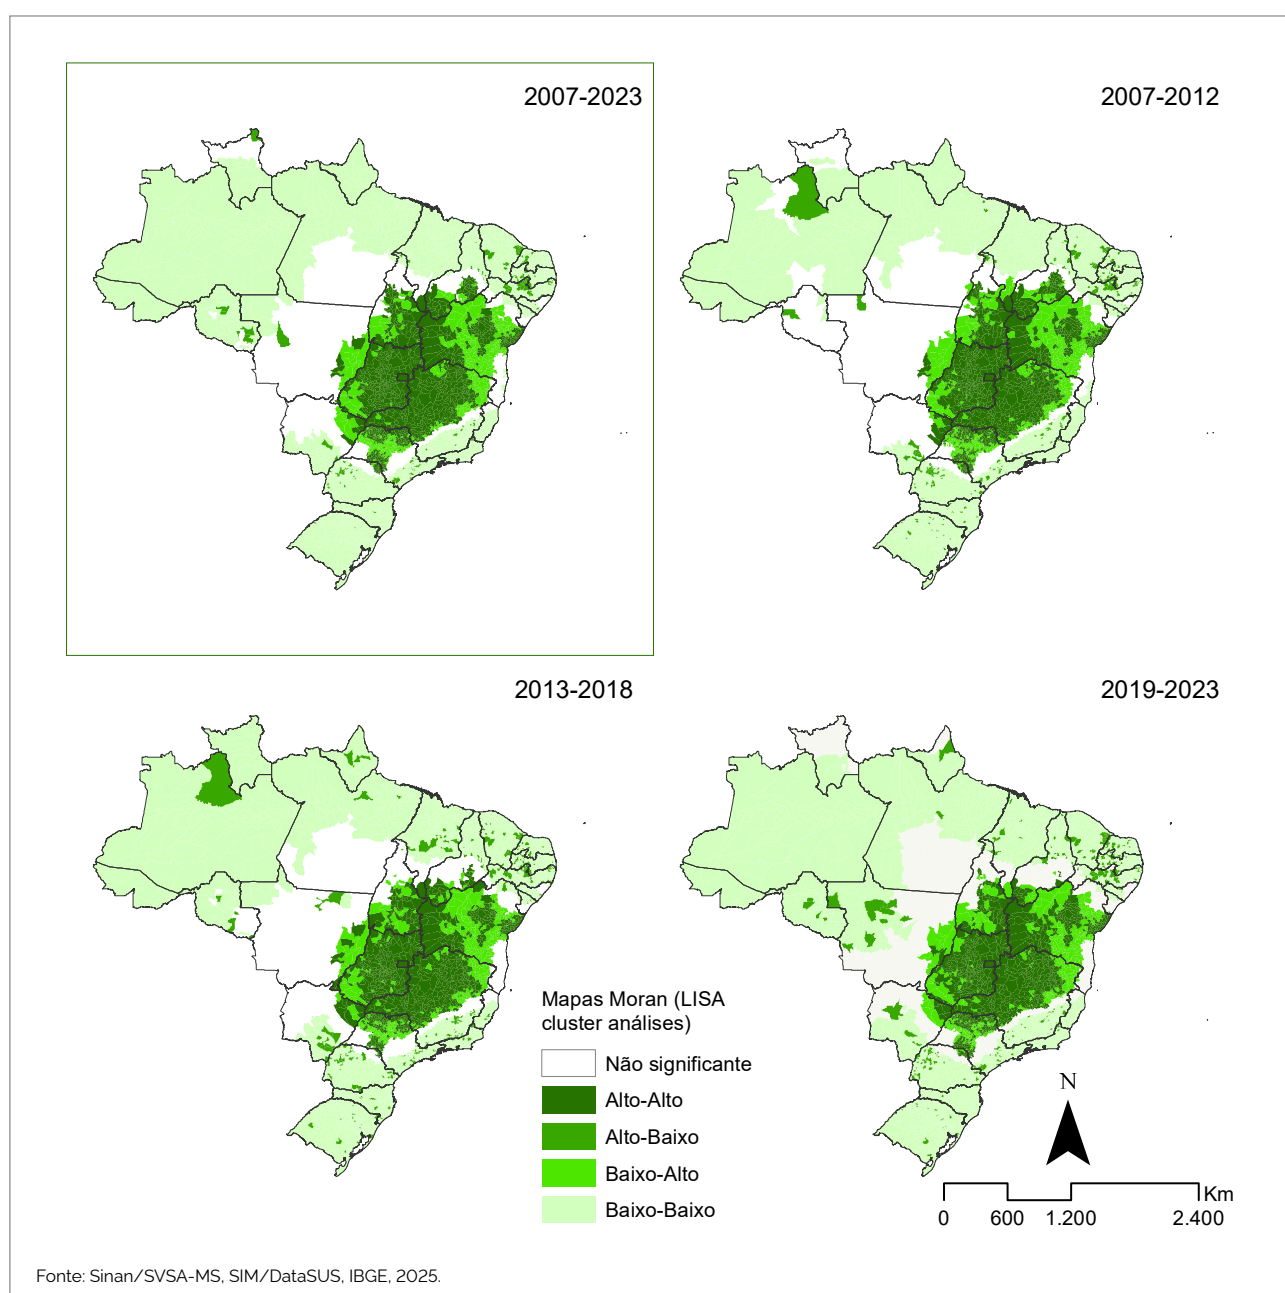 2007-2023
2007-2012
2013-2018
2019-2023
Mapas Moran (LISA
cluster análises)
Não significante
Alto-Alto
Alto-Baixo
Baixo-Alto
Baixo-Baixo
N
Km
0 600 1.200 2.400
Fonte: Sinan/SVSA-MS, SIM/DataSUS, IBGE, 2025.